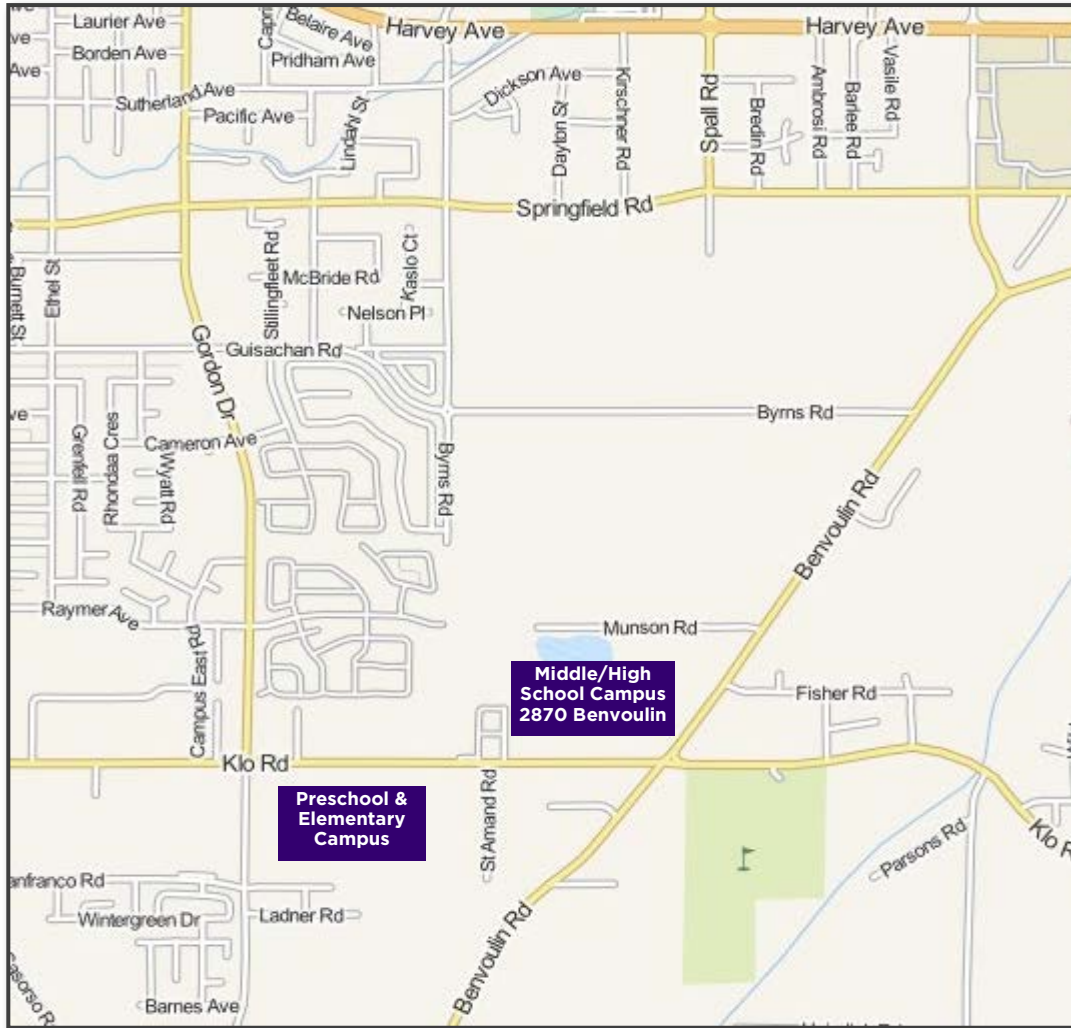 Laurier Ave
Belaire Ave
Harvey Ave
Harvey Ave
Borden Ave
Pridham Ave
Ave
Sutherland Ave
Pacific Ave
Lindahl St
Dickson Ave
Dayton St
Kirschner Rd
Spall Rd
Bredin Rd
Ambrosi Rd
Barlee Rd
Vasile Rd
Springfield Rd
Burnett St
Ethel St
Stillingfleet Rd
McBride Rd
Kaslo Ct
Nelson Pl
Guisachan Rd
Gordon Dr
Byrns Rd
Grenfell Rd
Rhondaa Cres
Wyatt Rd
Cameron Ave
Byrns Rd
Benvoulin Rd
Raymer Ave
Campus East Rd
Munson Rd
Middle/High
School Campus
2870 Benvoulin
Fisher Rd
Klo Rd
Preschool &
Elementary
Campus
St Amand Rd
Parsons Rd
Klo R
anfranco Rd
Wintergreen Dr
Ladner Rd
Benvoulin Rd
Barnes Ave